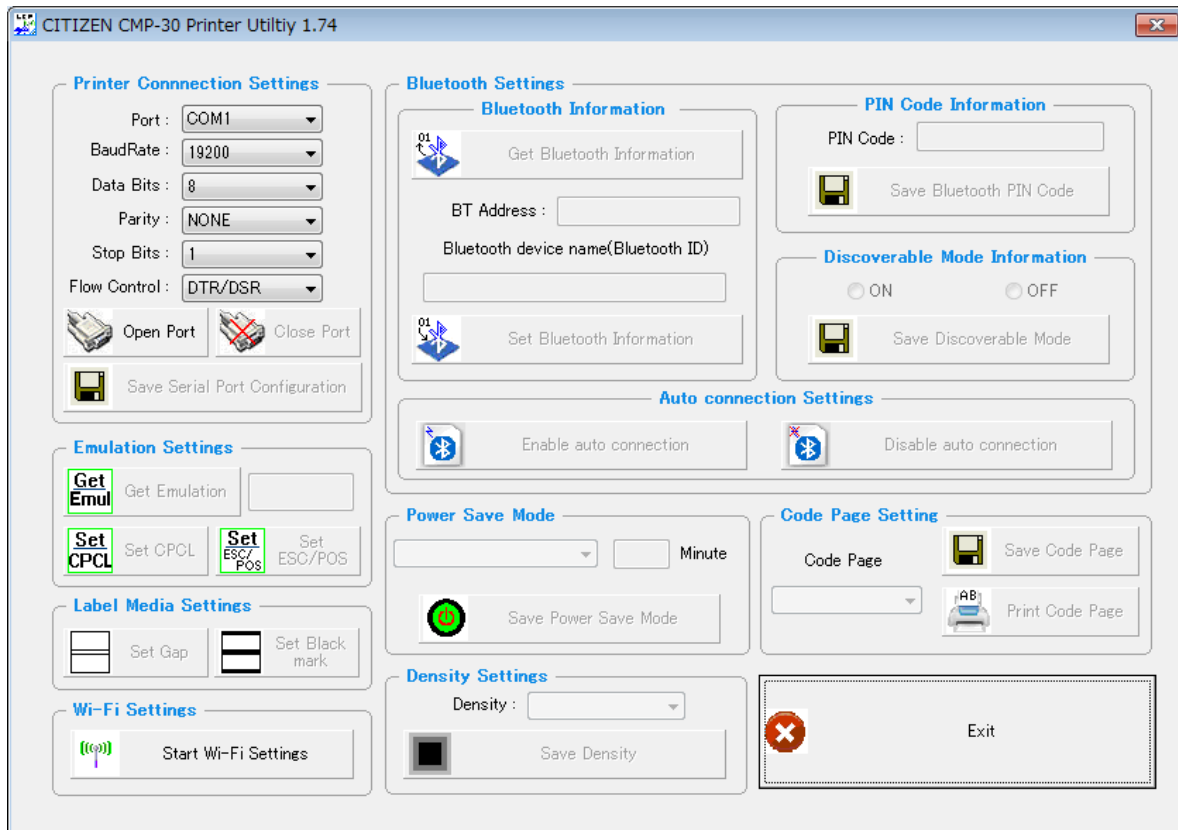 CITIZEN CMP-30 Printer Utiltiy 1.74
Printer Connnection Settings
Port : COM1
BaudRate : 19200
Data Bits : 8
Parity : NONE
Stop Bits : 1
Flow Control : DTR/DSR
Open Port
Close Port
Save Serial Port Configuration
Emulation Settings
Get Emul
Get Emulation
Set CPCL
Set CPCL
Set ESC/POS
Set ESC/POS
Label Media Settings
Set Gap
Set Black mark
Wi-Fi Settings
Start Wi-Fi Settings
Bluetooth Settings
Bluetooth Information
01
Get Bluetooth Information
BT Address :
Bluetooth device name(Bluetooth ID)
01
Set Bluetooth Information
PIN Code Information
PIN Code :
Save Bluetooth PIN Code
Discoverable Mode Information
ON
OFF
Save Discoverable Mode
Auto connection Settings
Enable auto connection
Disable auto connection
Power Save Mode
Minute
Save Power Save Mode
Code Page Setting
Code Page
Save Code Page
AB
Print Code Page
Density Settings
Density :
Save Density
Exit